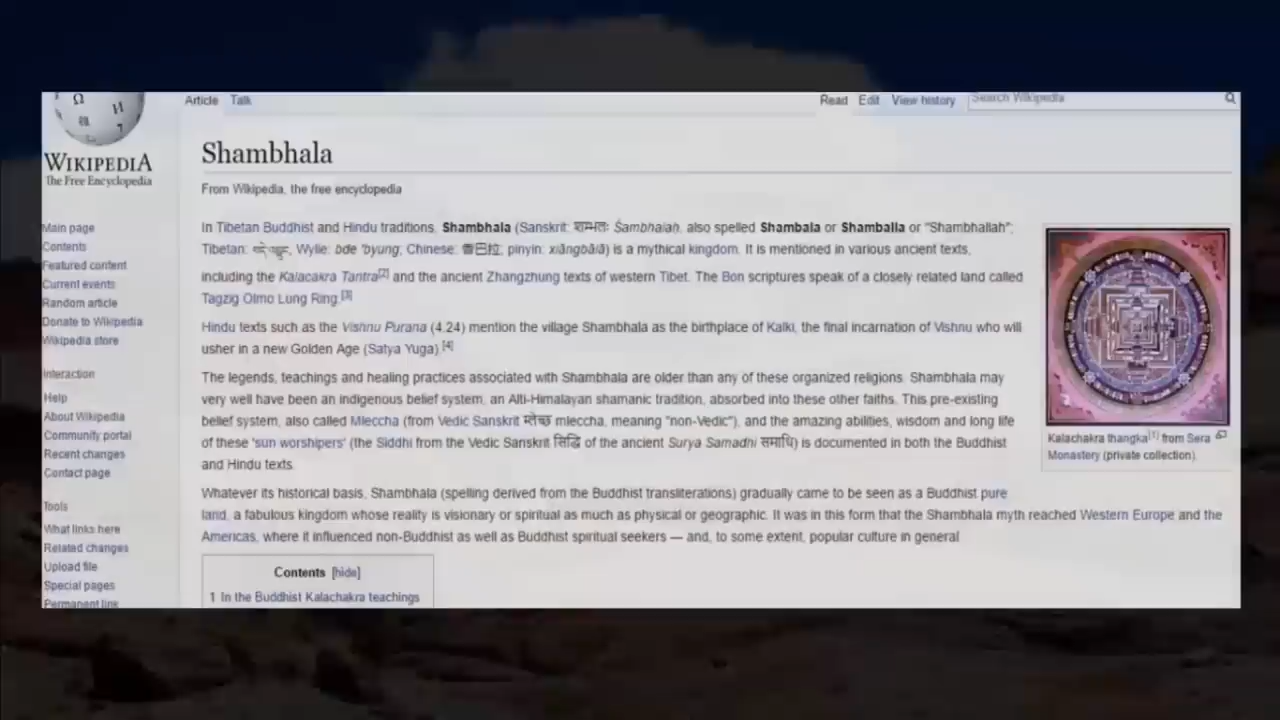 Article Talk Read Edit View history Search Wikipedia
WIKIPEDIA
The Free Encyclopedia
Shambhala
From Wikipedia, the free encyclopedia
Main page
Contents
Featured content
Current events
Random article
Donate to Wikipedia
Wikipedia store
Interaction
Help
About Wikipedia
Community portal
Recent changes
Contact page
Tools
What links here
Related changes
Upload file
Special pages
Permanent link
In Tibetan Buddhist and Hindu traditions, Shambhala (Sanskrit: Śambhalaḥ, also spelled Shambala or Shamballa or "Shambhallah";
Tibetan: Wylie: bde 'byung, Chinese: 香巴拉; pinyin: xiāngbālā) is a mythical kingdom. It is mentioned in various ancient texts,
including the Kalacakra Tantra[2] and the ancient Zhangzhung texts of western Tibet. The Bon scriptures speak of a closely related land called
Tagzig Olmo Lung Ring.[3]
Hindu texts such as the Vishnu Purana (4.24) mention the village Shambhala as the birthplace of Kalki, the final incarnation of Vishnu who will
usher in a new Golden Age (Satya Yuga).[4]
The legends, teachings and healing practices associated with Shambhala are older than any of these organized religions. Shambhala may
very well have been an indigenous belief system, an Alti-Himalayan shamanic tradition, absorbed into these other faiths. This pre-existing
belief system, also called Mleccha (from Vedic Sanskrit म्लेच्छ mleccha, meaning "non-Vedic"), and the amazing abilities, wisdom and long life
of these 'sun worshipers' (the Siddhi from the Vedic Sanskrit सिद्धि of the ancient Surya Samadhi समाधि) is documented in both the Buddhist
and Hindu texts.
Whatever its historical basis, Shambhala (spelling derived from the Buddhist transliterations) gradually came to be seen as a Buddhist pure
land, a fabulous kingdom whose reality is visionary or spiritual as much as physical or geographic. It was in this form that the Shambhala myth reached Western Europe and the
Americas, where it influenced non-Buddhist as well as Buddhist spiritual seekers — and, to some extent, popular culture in general.
Kalachakra thangka[1] from Sera
Monastery (private collection).
Contents [hide]
1 In the Buddhist Kalachakra teachings